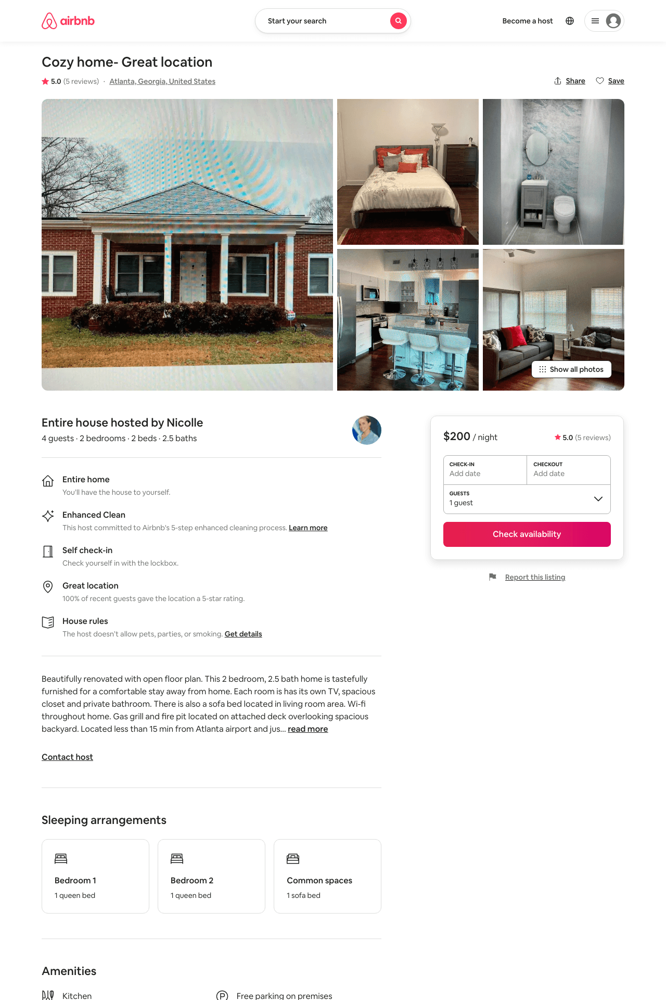 airbnb
Start your search
Become a host
Cozy home- Great location
5.0 (5 reviews) · Atlanta, Georgia, United States
Share
Save
Show all photos
Entire house hosted by Nicolle
4 guests · 2 bedrooms · 2 beds · 2.5 baths
$200 / night
5.0 (5 reviews)
CHECK-IN
Add date
CHECKOUT
Add date
GUESTS
1 guest
Check availability
Report this listing
Entire home
You’ll have the house to yourself.
Enhanced Clean
This host committed to Airbnb's 5-step enhanced cleaning process. Learn more
Self check-in
Check yourself in with the lockbox.
Great location
100% of recent guests gave the location a 5-star rating.
House rules
The host doesn’t allow pets, parties, or smoking. Get details
Beautifully renovated with open floor plan. This 2 bedroom, 2.5 bath home is tastefully
furnished for a comfortable stay away from home. Each room is has its own TV, spacious
closet and private bathroom. There is also a sofa bed located in living room area. Wi-fi
throughout home. Gas grill and fire pit located on attached deck overlooking spacious
backyard. Located less than 15 min from Atlanta airport and jus... read more
Contact host
Sleeping arrangements
Bedroom 1
1 queen bed
Bedroom 2
1 queen bed
Common spaces
1 sofa bed
Amenities
Kitchen
Free parking on premises